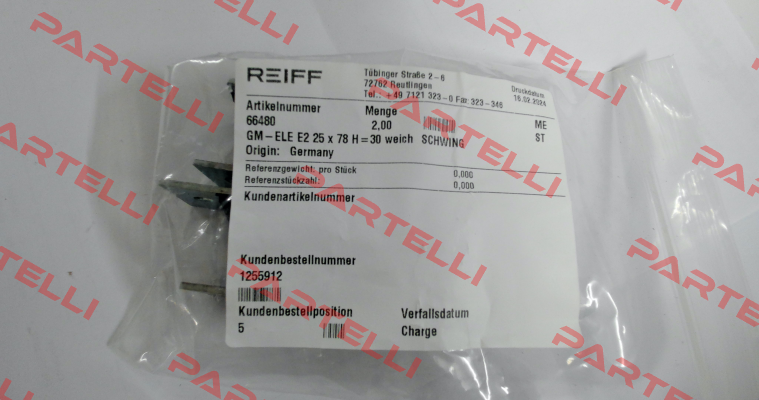 REIFF
Tübinger Straße 2-6
72762 Reutlingen
Tel.: +49 7121 323-0 Fax: 323-346
Druckdatum
16.02.2024
Artikelnummer Menge ME
66480 2,00 ST
GM-ELE E2 25 x 78 H=30 weich SCHWING
Origin: Germany
Referenzgewicht, pro Stück 0,000
Referenzstückzahl: 0,000
Kundenartikelnummer
Kundenbestellnummer
1255912
Kundenbestellposition Verfallsdatum
5 Charge
PARTELLI
PARTELLI
PARTELLI
PARTELLI
PARTELLI
PARTELLI
PARTELLI
PARTELLI